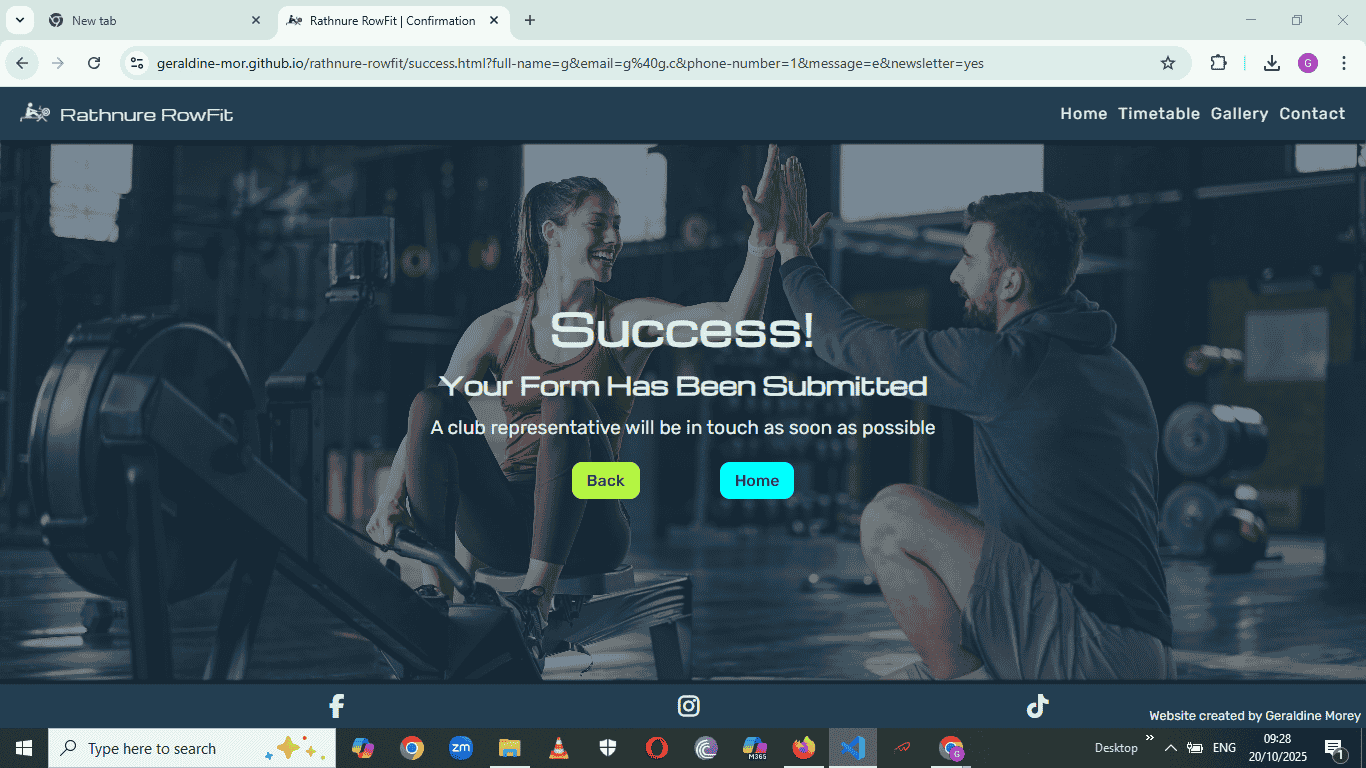 New tab
Rathnure RowFit | Confirmation
geraldine-mor.github.io/rathnure-rowfit/success.html?full-name=g&email=g%40g.c&phone-number=1&message=e&newsletter=yes
G
Rathnure RowFit
Home Timetable Gallery Contact
Success!
Your Form Has Been Submitted
A club representative will be in touch as soon as possible
Back Home
Website created by Geraldine Morey
Type here to search
zm
M365
G
Desktop
ENG
09:28
20/10/2025
1